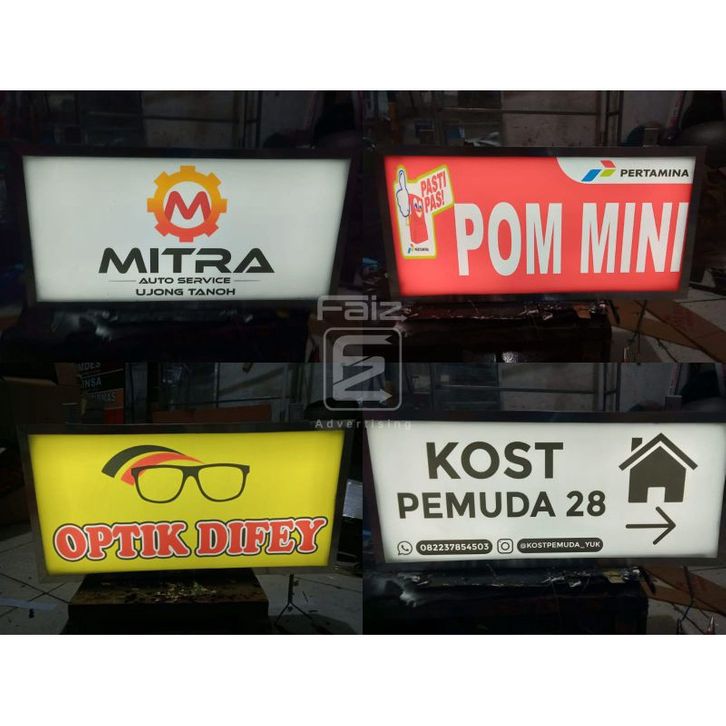 M
MITRA
AUTO SERVICE
UJONG TANOH
PASTI
PAS!
PERTAMINA
PERTAMINA
POM MINI
Faiz
Advertising
OPTIK DIFEY
KOST
PEMUDA 28
082237854503 @KOSTPEMUDA_YUK